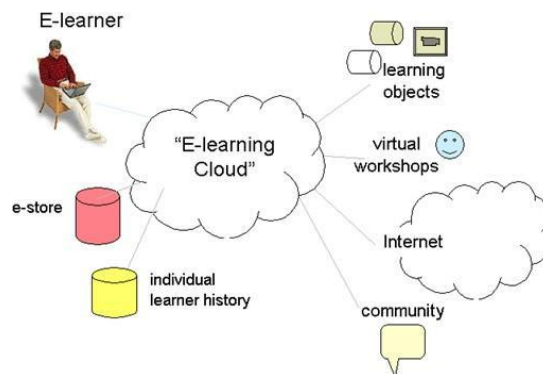 E-learner
learning
objects
"E-learning
Cloud"
virtual
workshops
e-store
Internet
individual
learner history
community